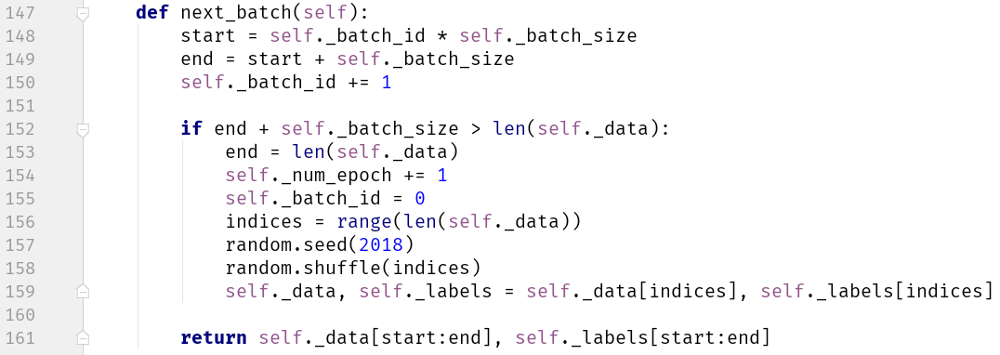 147         def next_batch(self):
148             start = self._batch_id * self._batch_size
149             end = start + self._batch_size
150             self._batch_id += 1
151
152             if end + self._batch_size > len(self._data):
153                 end = len(self._data)
154                 self._num_epoch += 1
155                 self._batch_id = 0
156                 indices = range(len(self._data))
157                 random.seed(2018)
158                 random.shuffle(indices)
159                 self._data, self._labels = self._data[indices], self._labels[indices]
160
161             return self._data[start:end], self._labels[start:end]